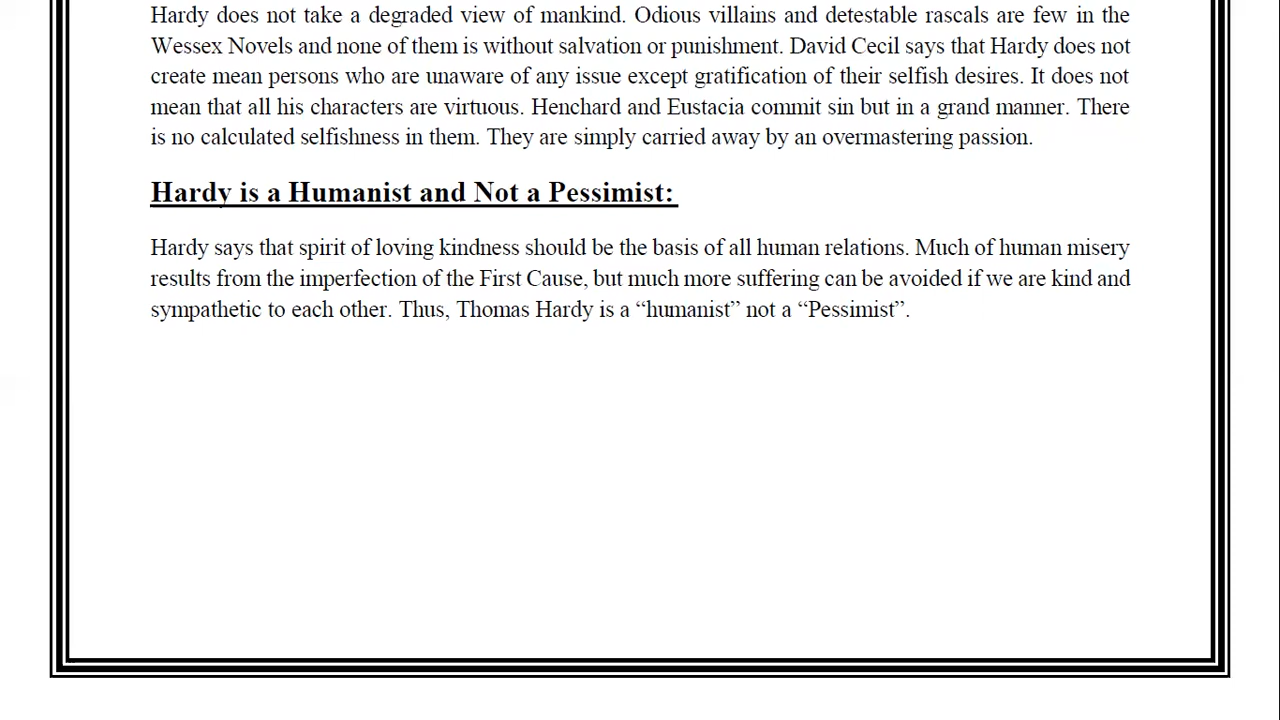 Hardy does not take a degraded view of mankind. Odious villains and detestable rascals are few in the
Wessex Novels and none of them is without salvation or punishment. David Cecil says that Hardy does not
create mean persons who are unaware of any issue except gratification of their selfish desires. It does not
mean that all his characters are virtuous. Henchard and Eustacia commit sin but in a grand manner. There
is no calculated selfishness in them. They are simply carried away by an overmastering passion.
Hardy is a Humanist and Not a Pessimist:
Hardy says that spirit of loving kindness should be the basis of all human relations. Much of human misery
results from the imperfection of the First Cause, but much more suffering can be avoided if we are kind and
sympathetic to each other. Thus, Thomas Hardy is a “humanist” not a “Pessimist”.